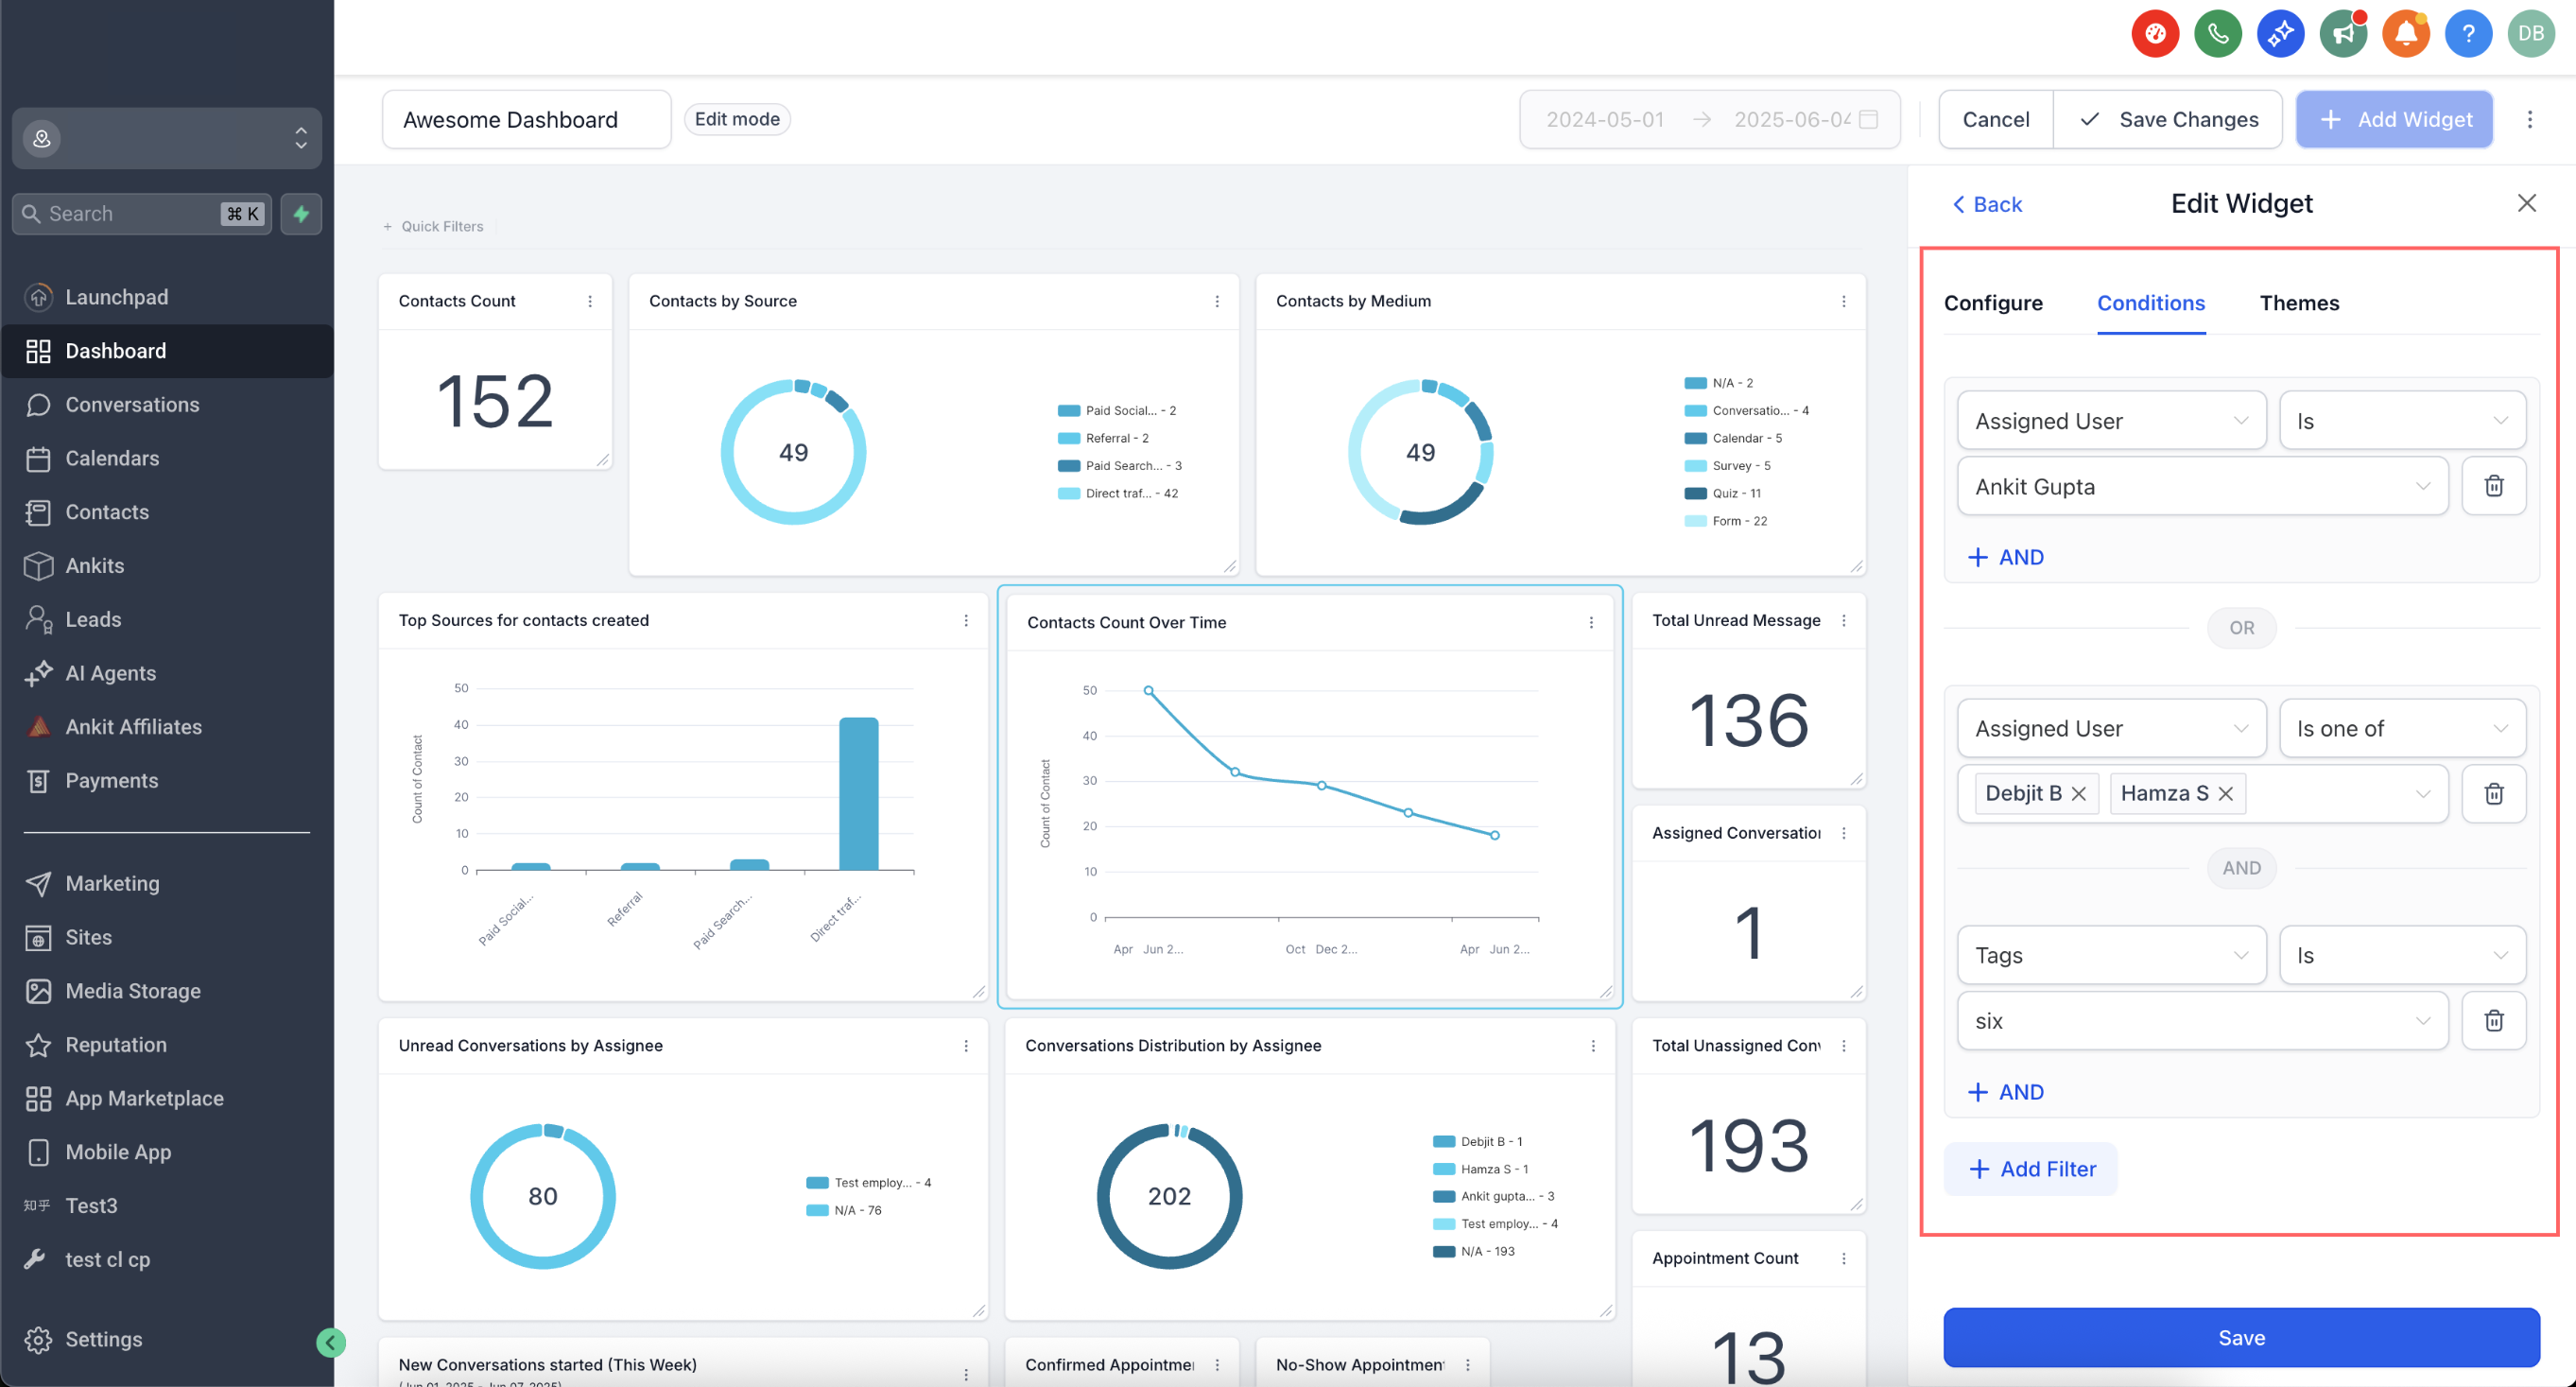 DB
Awesome Dashboard
Edit mode
2024-05-01 → 2025-06-04
Cancel
Save Changes
+ Add Widget
Search
⌘ K
Launchpad
Dashboard
Conversations
Calendars
Contacts
Ankits
Leads
AI Agents
Ankit Affiliates
Payments
Marketing
Sites
Media Storage
Reputation
App Marketplace
Mobile App
知乎 Test3
test cl cp
Settings
+ Quick Filters
Contacts Count
152
Contacts by Source
49
Paid Social... - 2
Referral - 2
Paid Search... - 3
Direct traf... - 42
Contacts by Medium
49
N/A - 2
Conversatio... - 4
Calendar - 5
Survey - 5
Quiz - 11
Form - 22
Top Sources for contacts created
Count of Contact
50
40
30
20
10
0
Paid Social...
Referral
Paid Search...
Direct traf...
Contacts Count Over Time
Count of Contact
50
40
30
20
10
0
Apr Jun 2... Oct Dec 2... Apr Jun 2...
Total Unread Message
136
Assigned Conversation
1
Unread Conversations by Assignee
80
Test employ... - 4
N/A - 76
Conversations Distribution by Assignee
202
Debjit B - 1
Hamza S - 1
Ankit gupta... - 3
Test employ... - 4
N/A - 193
Total Unassigned Conv
193
Appointment Count
13
New Conversations started (This Week)
(Jun 01, 2025 - Jun 07, 2025)
Confirmed Appointme
No-Show Appointment
Back
Edit Widget
Configure
Conditions
Themes
Assigned User
Is
Ankit Gupta
+ AND
OR
Assigned User
Is one of
Debjit B
Hamza S
AND
Tags
Is
six
+ AND
+ Add Filter
Save